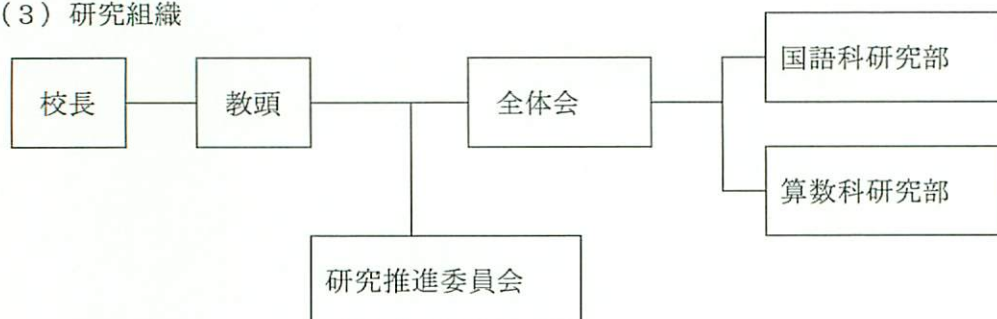 (3)研究組織
国語科研究部
校長
教頭
全体会
算数科研究部
研究推進委員会